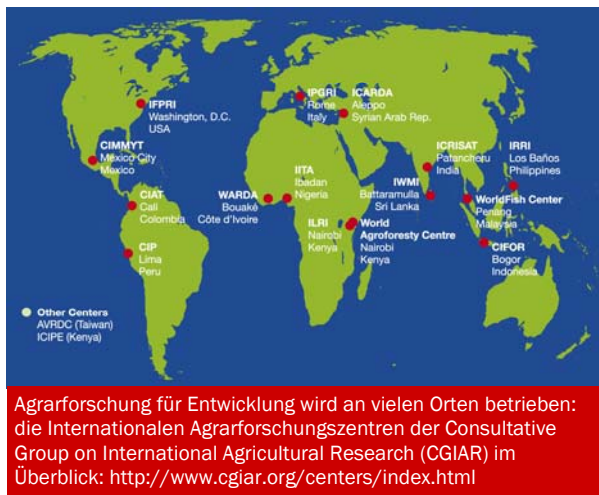 IFPRI
Washington, D.C.
USA
CIMMYT
México City
Mexico
CIAT
Cali
Colombia
CIP
Lima
Peru
Other Centers
AVRDC (Taiwan)
ICIPE (Kenya)
IPGRI
Rome
Italy
ICARDA
Aleppo
Syrian Arab Rep.
WARDA
Bouaké
Côte d'Ivoire
IITA
Ibadan
Nigeria
ILRI
Nairobi
Kenya
World
Agroforesty Centre
Nairobi
Kenya
ICRISAT
Patancheru
India
IWMI
Battaramulla
Sri Lanka
IRRI
Los Baños
Philippines
WorldFish Center
Penang
Malaysia
CIFOR
Bogor
Indonesia
Agrarforschung für Entwicklung wird an vielen Orten betrieben:
die Internationalen Agrarforschungszentren der Consultative
Group on International Agricultural Research (CGIAR) im
Überblick: http://www.cgiar.org/centers/index.html